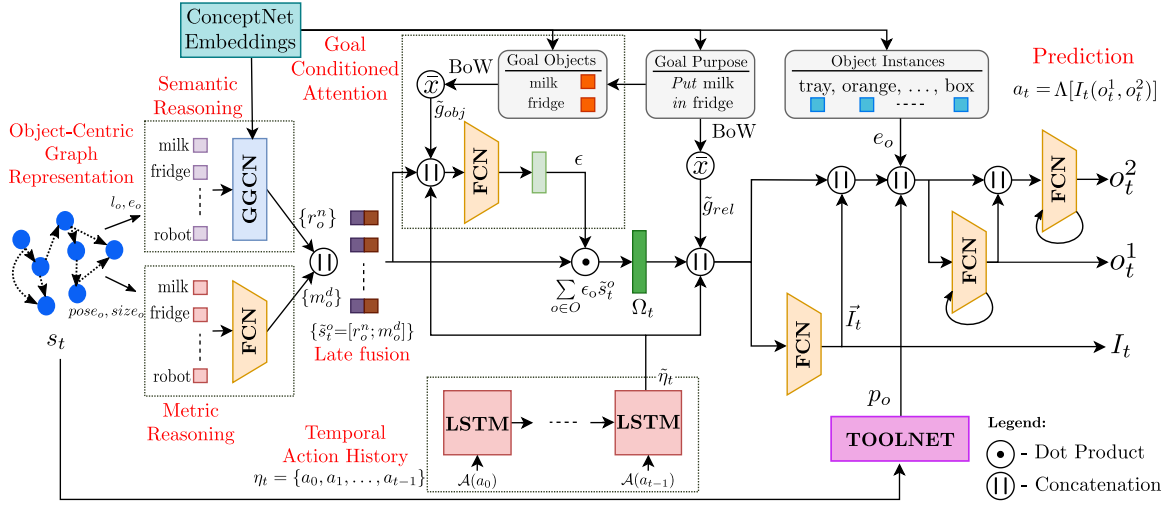 ConceptNet
Embeddings
Goal
Conditioned
Attention
Semantic
Reasoning
Object-Centric
Graph
Representation
milk
fridge
robot
GGCN
l_o, e_o
pose_o, size_o
s_t
milk
fridge
robot
FCN
Metric
Reasoning
{r_o^n}
{m_o^d}
{s̃_t^o=[r_o^n; m_o^d]}
Late fusion
Goal Objects
milk
fridge
BoW
x̄
g̃_obj
FCN
ϵ
Goal Purpose
Put milk
in fridge
BoW
x̄
g̃_rel
∑ ϵ_o s̃_t^o
o∈O
Ω_t
η̃_t
LSTM
LSTM
𝒜(a_0)
𝒜(a_{t−1})
Temporal
Action History
η_t = {a_0, a_1, . . . , a_{t−1}}
Object Instances
tray, orange, . . . , box
e_o
Prediction
a_t = Λ[I_t(o_t^1, o_t^2)]
FCN
o_t^2
FCN
o_t^1
FCN
I⃗_t
I_t
p_o
TOOLNET
Legend:
- Dot Product
- Concatenation